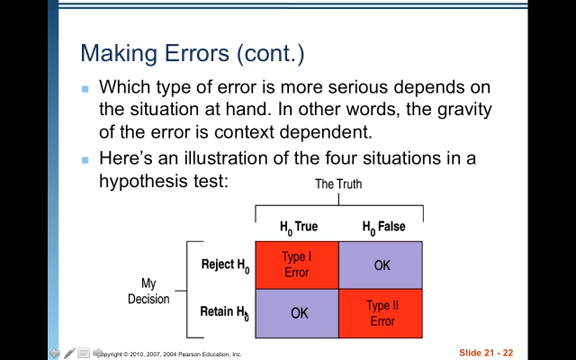 Making Errors (cont.)
Which type of error is more serious depends on
the situation at hand. In other words, the gravity
of the error is context dependent.
Here's an illustration of the four situations in a
hypothesis test:
The Truth
H0 True
H0 False
My
Decision
Reject H0
Type I
Error
OK
Retain H0
OK
Type II
Error
Copyright © 2010, 2007, 2004 Pearson Education, Inc.
Slide 21 - 22